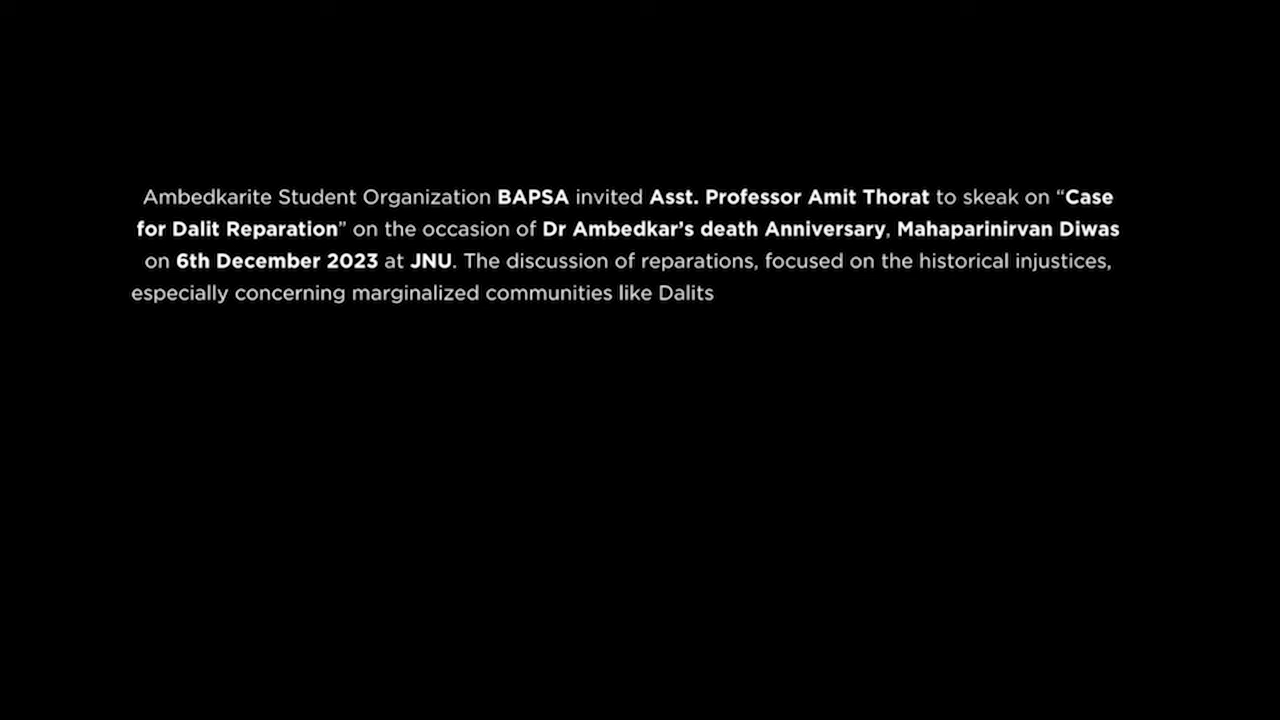 Ambedkarite Student Organization BAPSA invited Asst. Professor Amit Thorat to skeak on “Case
for Dalit Reparation” on the occasion of Dr Ambedkar’s death Anniversary, Mahaparinirvan Diwas
on 6th December 2023 at JNU. The discussion of reparations, focused on the historical injustices,
especially concerning marginalized communities like Dalits